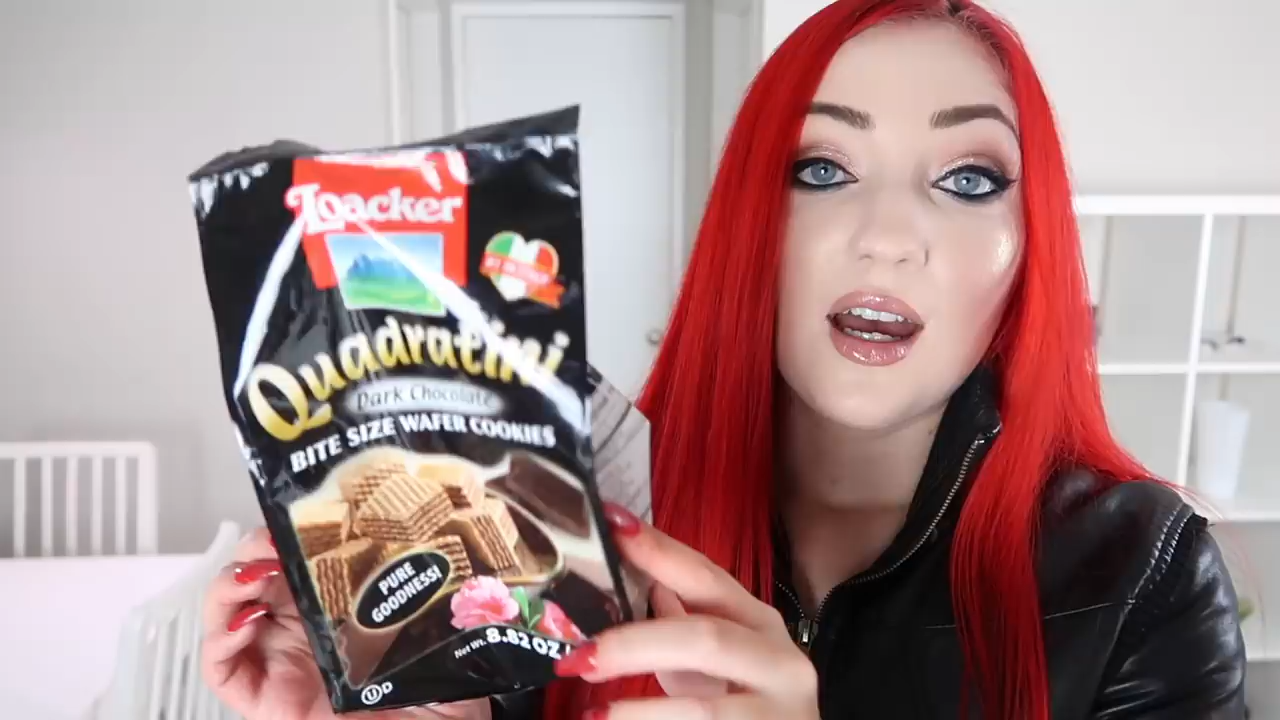 Loacker
Quadratini
Dark Chocolate
BITE SIZE WAFER COOKIES
PURE
GOODNESS!
Net Wt. 8.82 OZ
U D